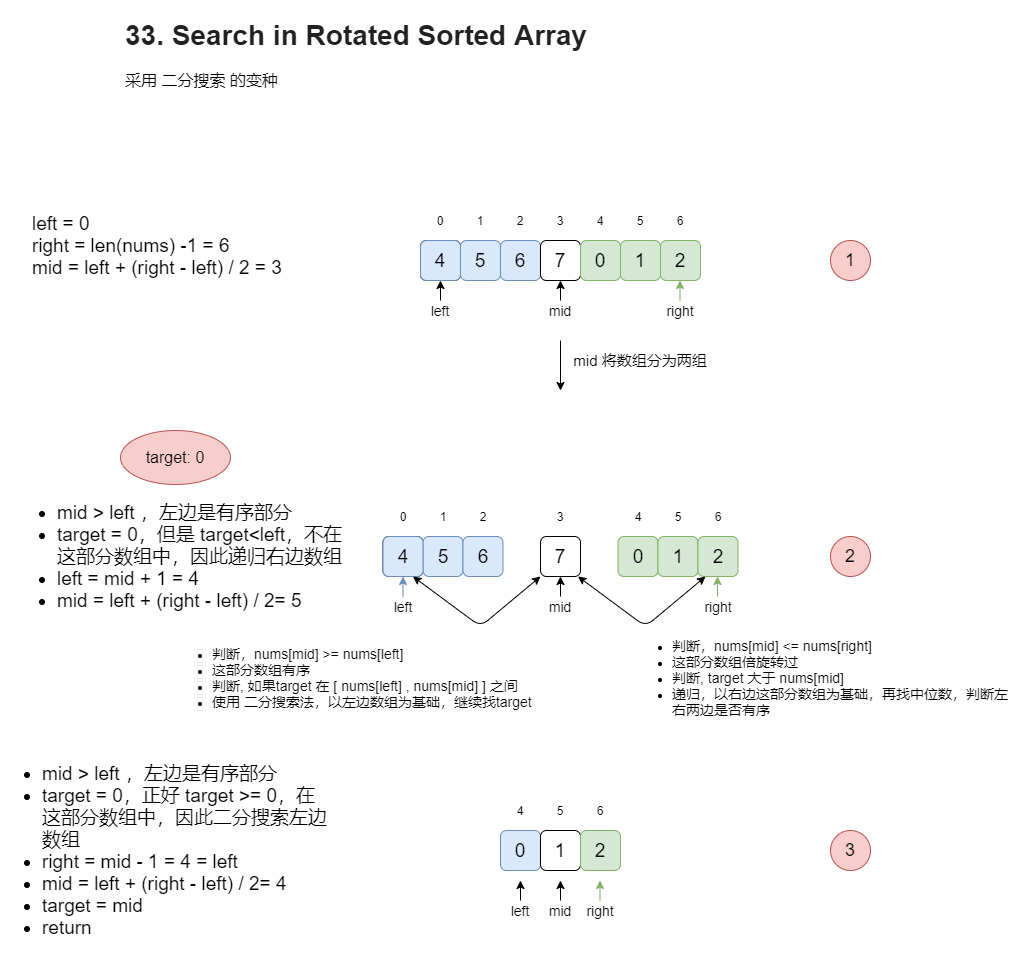 33. Search in Rotated Sorted Array
采用 二分搜索 的变种
left = 0
right = len(nums) -1 = 6
mid = left + (right - left) / 2 = 3
0 1 2 3 4 5 6
4 5 6 7 0 1 2
left mid right
1
mid 将数组分为两组
target: 0
mid > left ，左边是有序部分
target = 0，但是 target<left，不在
这部分数组中，因此递归右边数组
left = mid + 1 = 4
mid = left + (right - left) / 2= 5
0 1 2 3 4 5 6
4 5 6 7 0 1 2
left mid right
2
判断，nums[mid] >= nums[left]
这部分数组有序
判断, 如果target 在 [ nums[left] , nums[mid] ] 之间
使用 二分搜索法，以左边数组为基础，继续找target
判断，nums[mid] <= nums[right]
这部分数组倍旋转过
判断, target 大于 nums[mid]
递归，以右边这部分数组为基础，再找中位数，判断左
右两边是否有序
mid > left ，左边是有序部分
target = 0，正好 target >= 0，在
这部分数组中，因此二分搜索左边
数组
right = mid - 1 = 4 = left
mid = left + (right - left) / 2= 4
target = mid
return
4 5 6
0 1 2
left mid right
3